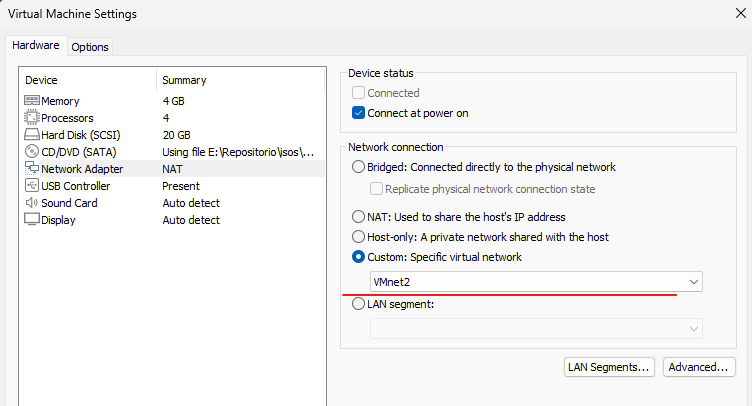 Virtual Machine Settings
Hardware
Options
Device Summary
Memory 4 GB
Processors 4
Hard Disk (SCSI) 20 GB
CD/DVD (SATA) Using file E:\Repositorio\isos\...
Network Adapter NAT
USB Controller Present
Sound Card Auto detect
Display Auto detect
Device status
Connected
Connect at power on
Network connection
Bridged: Connected directly to the physical network
Replicate physical network connection state
NAT: Used to share the host's IP address
Host-only: A private network shared with the host
Custom: Specific virtual network
VMnet2
LAN segment:
LAN Segments... Advanced...